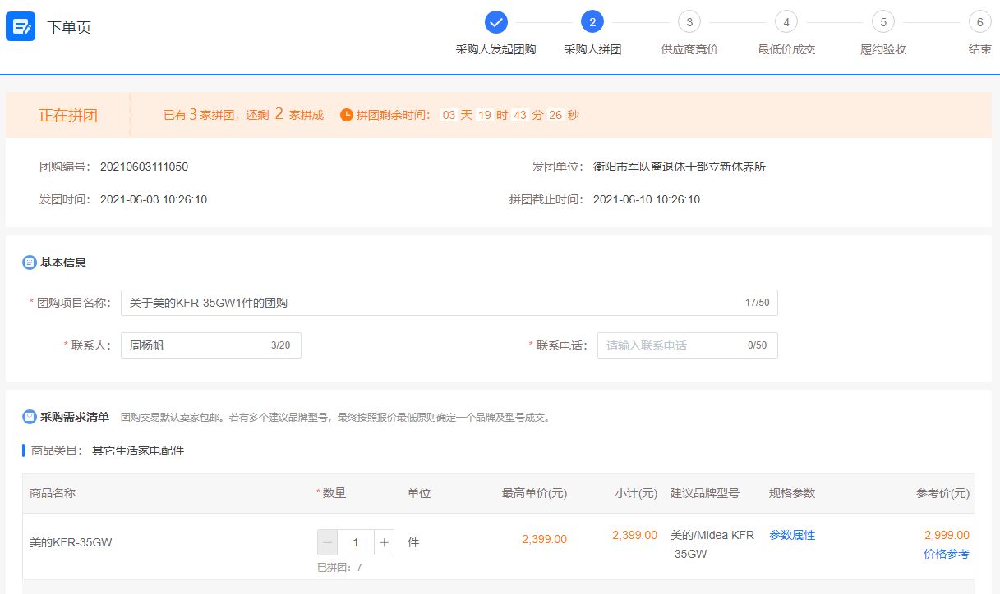 下单页
2 3 4 5 6
采购人发起团购 采购人拼团 供应商竞价 最低价成交 履约验收 结束
正在拼团 已有 3 家拼团，还剩 2 家拼成 拼团剩余时间： 03 天 19 时 43 分 26 秒
团购编号： 20210603111050 发团单位： 衡阳市军队离退休干部立新休养所
发团时间： 2021-06-03 10:26:10 拼团截止时间： 2021-06-10 10:26:10
基本信息
* 团购项目名称： 关于美的KFR-35GW1件的团购 17/50
* 联系人： 周杨帆 3/20 * 联系电话： 请输入联系电话 0/50
采购需求清单 团购交易默认卖家包邮。若有多个建议品牌型号，最终按照报价最低原则确定一个品牌及型号成交。
商品类目： 其它生活家电配件
商品名称 * 数量 单位 最高单价(元) 小计(元) 建议品牌型号 规格参数 参考价(元)
美的KFR-35GW − 1 + 件 2,399.00 2,399.00 美的/Midea KFR 参数属性 2,999.00
-35GW 价格参考
已拼团：7